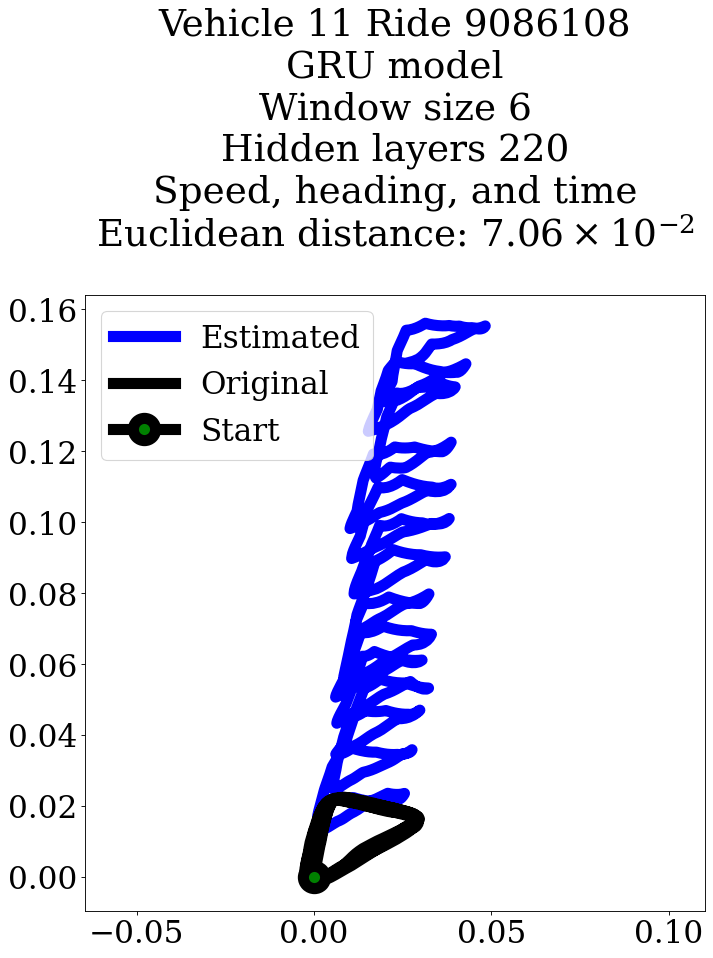 Vehicle 11 Ride 9086108
GRU model
Window size 6
Hidden layers 220
Speed, heading, and time
Euclidean distance: 7.06 × 10⁻²
Estimated
Original
Start
0.16
0.14
0.12
0.10
0.08
0.06
0.04
0.02
0.00
−0.05 0.00 0.05 0.10